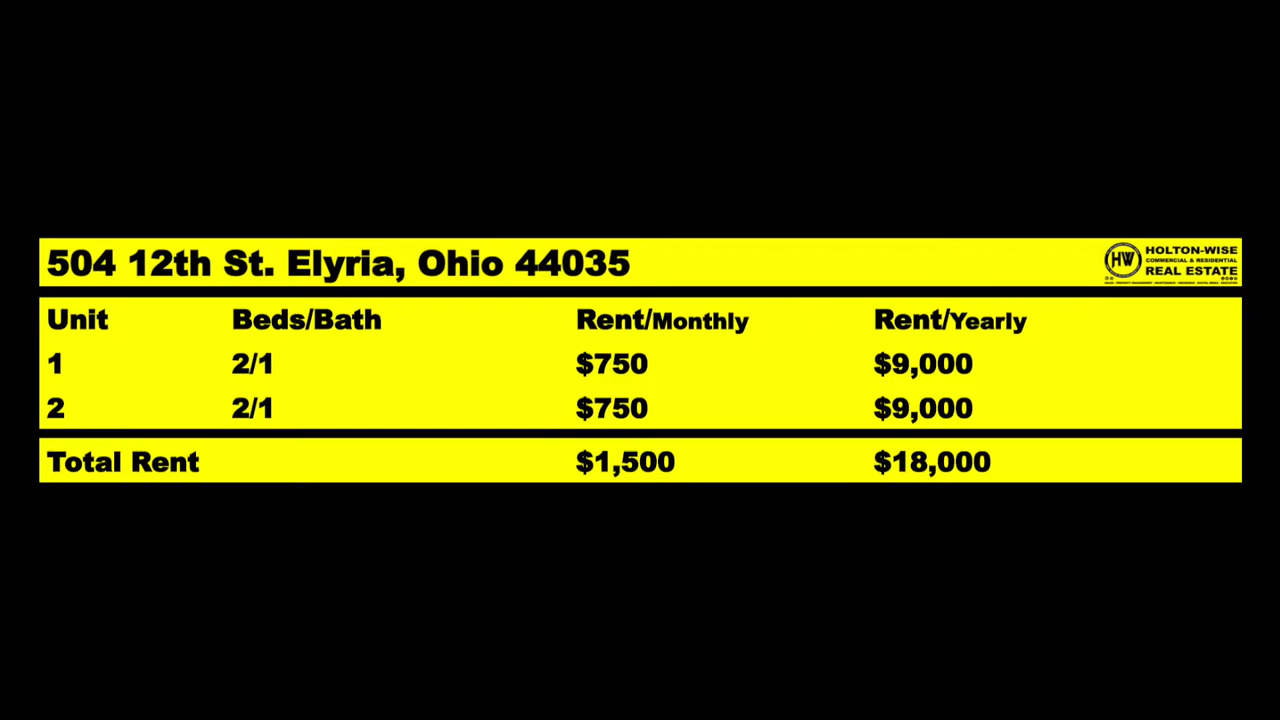 504 12th St. Elyria, Ohio 44035
HW
HOLTON-WISE
COMMERCIAL & RESIDENTIAL
REAL ESTATE
Unit Beds/Bath Rent/Monthly Rent/Yearly
1 2/1 $750 $9,000
2 2/1 $750 $9,000
Total Rent $1,500 $18,000